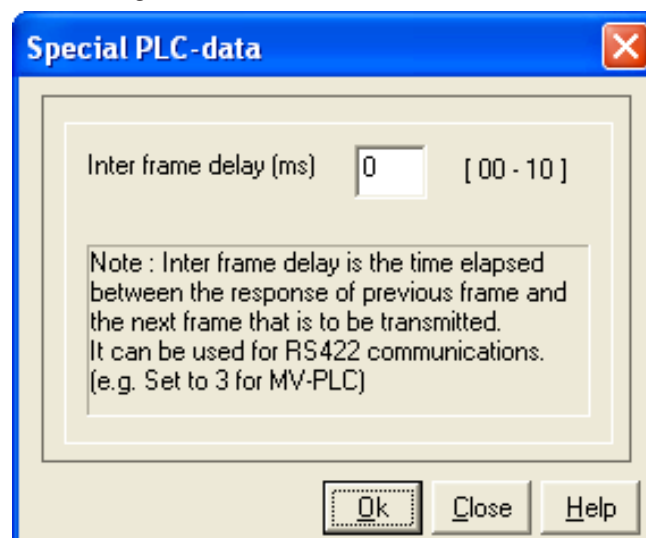 Special PLC-data
Inter frame delay (ms) 0 [ 00 - 10 ]
Note : Inter frame delay is the time elapsed
between the response of previous frame and
the next frame that is to be transmitted.
It can be used for RS422 communications.
(e.g. Set to 3 for MV-PLC)
Ok Close Help